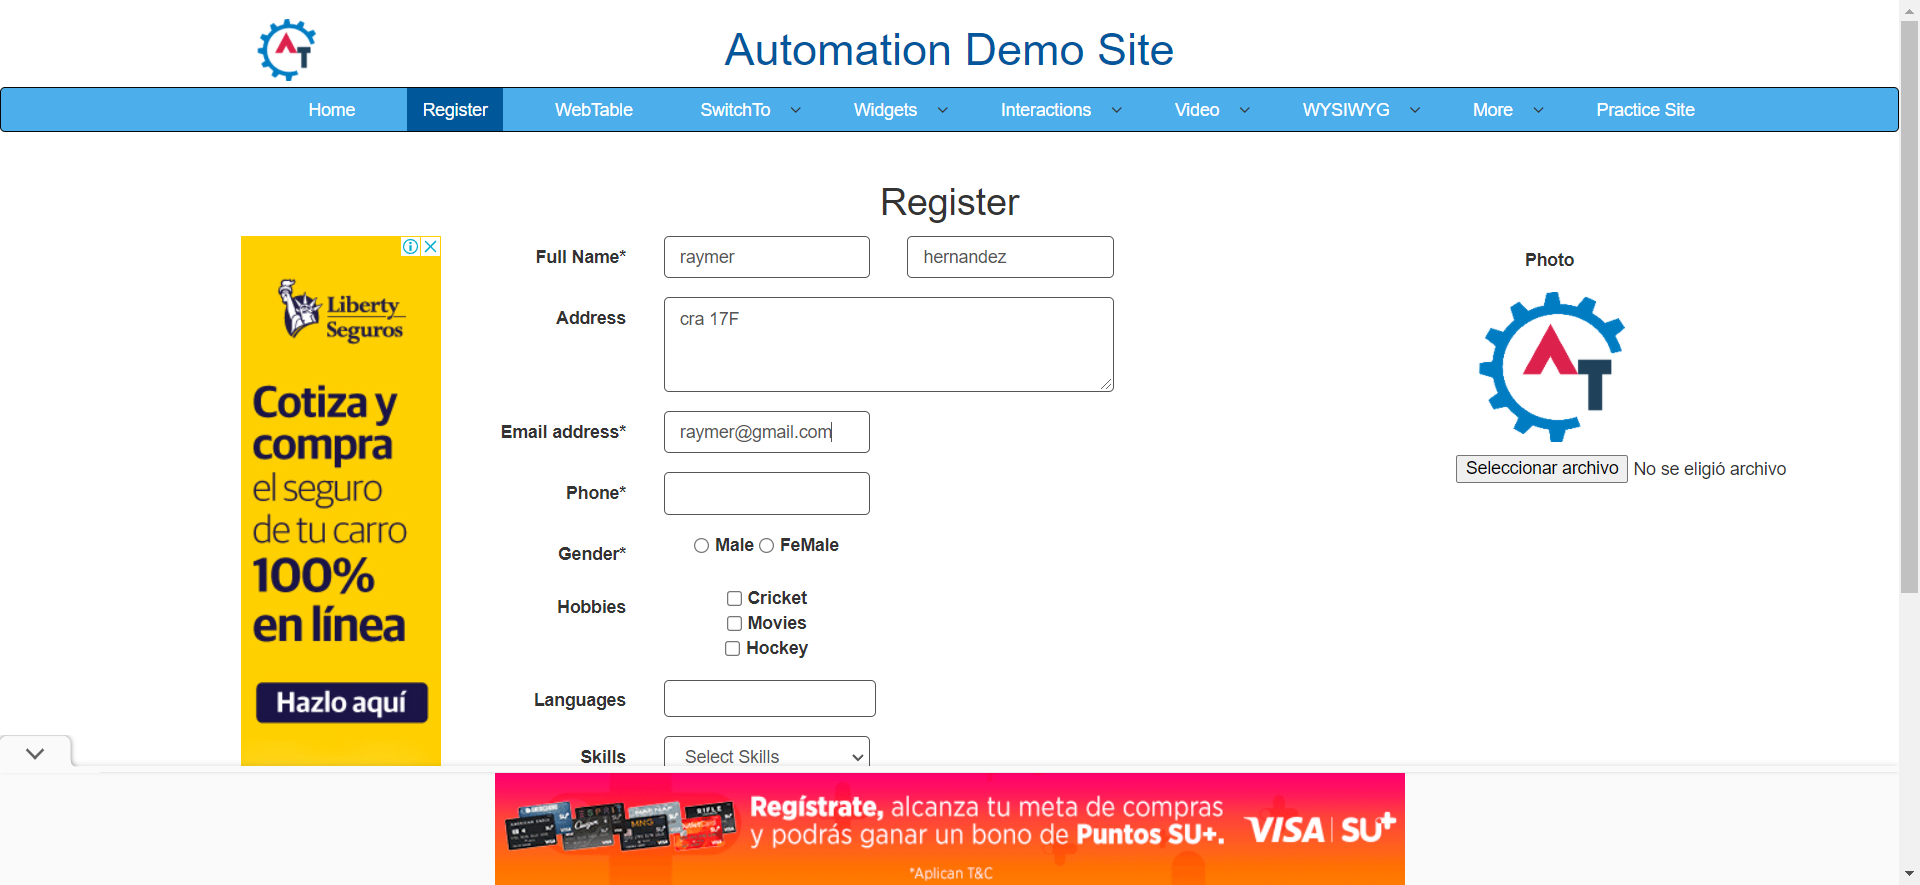 AT
Automation Demo Site
Home Register WebTable SwitchTo Widgets Interactions Video WYSIWYG More Practice Site
Register
Full Name* raymer hernandez
Photo
Address cra 17F
AT
Email address* raymer@gmail.com
Seleccionar archivo No se eligió archivo
Phone*
Gender* Male FeMale
Hobbies
Cricket
Movies
Hockey
Languages
Skills Select Skills
Liberty
Seguros
Cotiza y
compra
el seguro
de tu carro
100%
en línea
Hazlo aquí
Regístrate, alcanza tu meta de compras
y podrás ganar un bono de Puntos SU+.
VISA SU+
*Aplican T&C